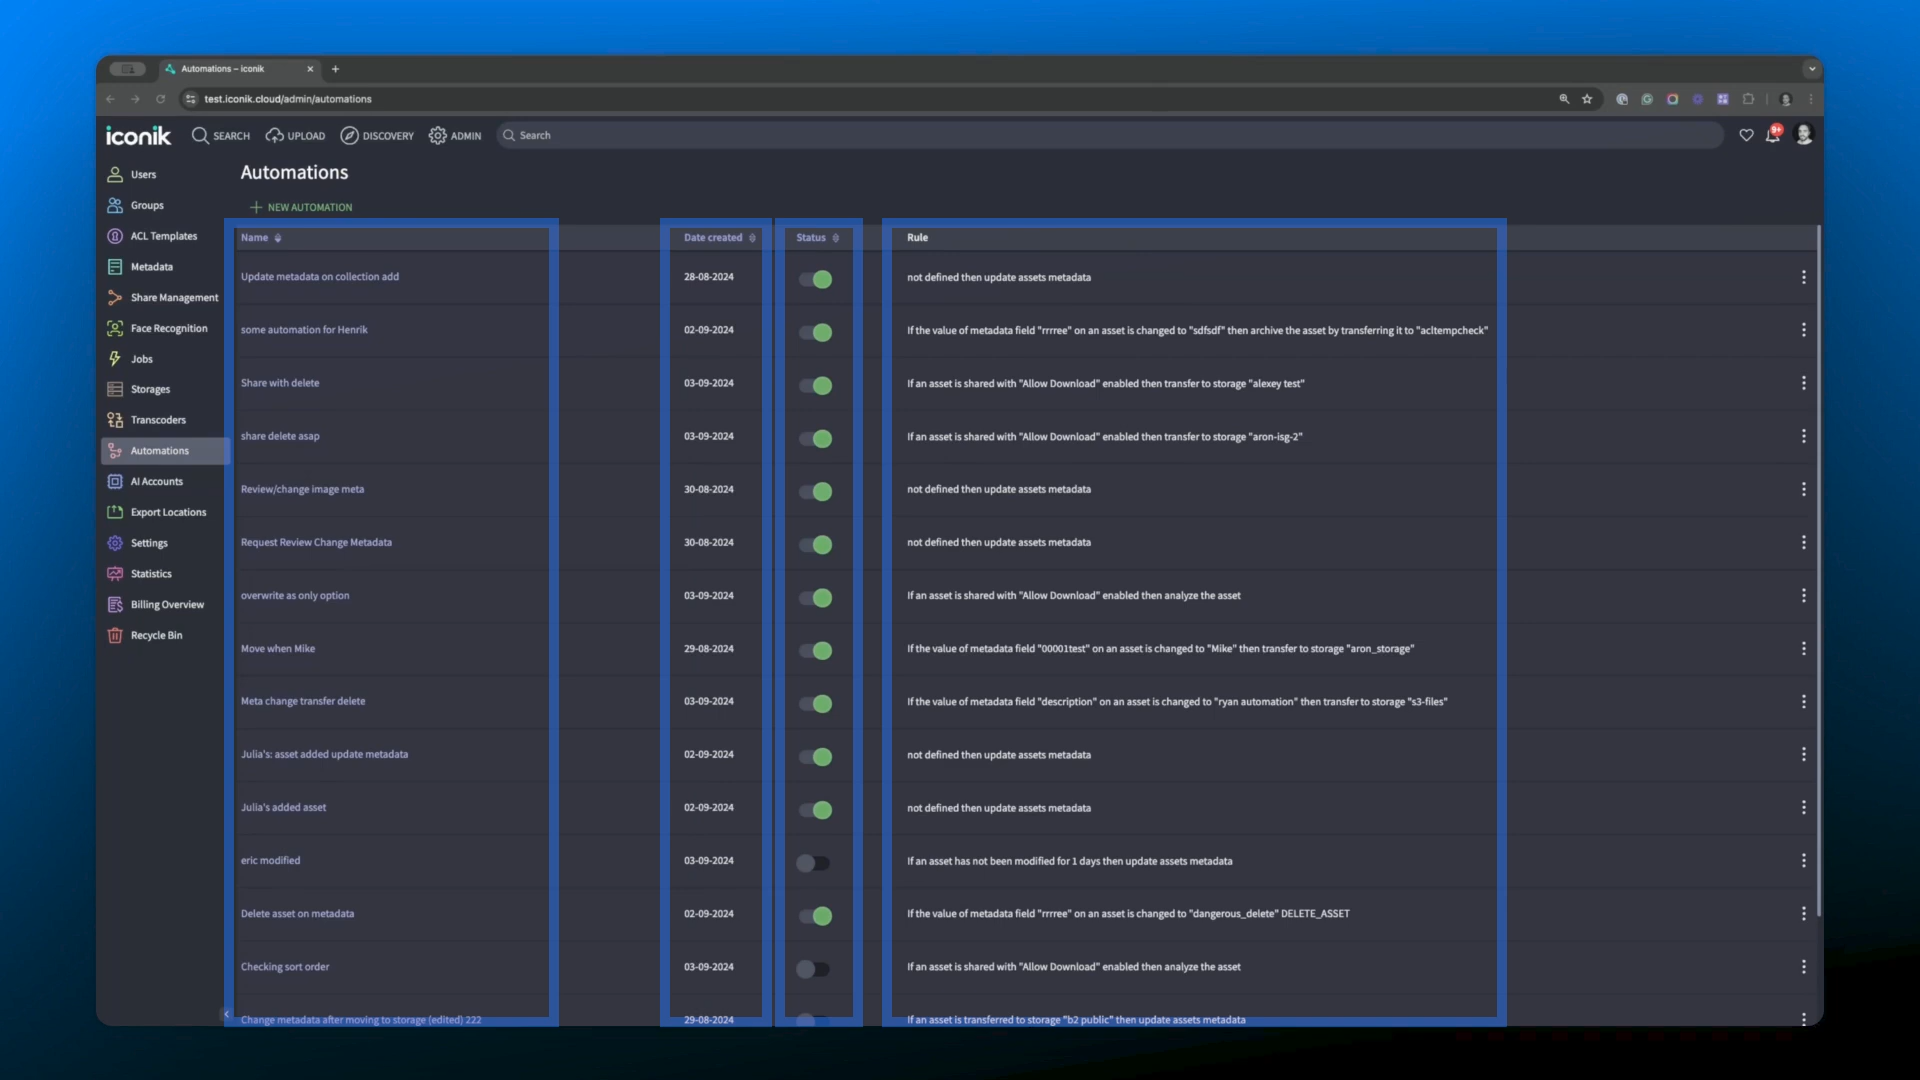 Automations – iconik
test.iconik.cloud/admin/automations
iconik SEARCH UPLOAD DISCOVERY ADMIN Search 9+
Users
Groups
ACL Templates
Metadata
Share Management
Face Recognition
Jobs
Storages
Transcoders
Automations
AI Accounts
Export Locations
Settings
Statistics
Billing Overview
Recycle Bin
Automations
NEW AUTOMATION
Name Date created Status Rule
Update metadata on collection add 28-08-2024 not defined then update assets metadata
some automation for Henrik 02-09-2024 If the value of metadata field "rrrree" on an asset is changed to "sdfsdf" then archive the asset by transferring it to "acltempcheck"
Share with delete 03-09-2024 If an asset is shared with "Allow Download" enabled then transfer to storage "alexey test"
share delete asap 03-09-2024 If an asset is shared with "Allow Download" enabled then transfer to storage "aron-isg-2"
Review/change image meta 30-08-2024 not defined then update assets metadata
Request Review Change Metadata 30-08-2024 not defined then update assets metadata
overwrite as only option 03-09-2024 If an asset is shared with "Allow Download" enabled then analyze the asset
Move when Mike 29-08-2024 If the value of metadata field "00001test" on an asset is changed to "Mike" then transfer to storage "aron_storage"
Meta change transfer delete 03-09-2024 If the value of metadata field "description" on an asset is changed to "ryan automation" then transfer to storage "s3-files"
Julia's: asset added update metadata 02-09-2024 not defined then update assets metadata
Julia's added asset 02-09-2024 not defined then update assets metadata
eric modified 03-09-2024 If an asset has not been modified for 1 days then update assets metadata
Delete asset on metadata 02-09-2024 If the value of metadata field "rrrree" on an asset is changed to "dangerous_delete" DELETE_ASSET
Checking sort order 03-09-2024 If an asset is shared with "Allow Download" enabled then analyze the asset
Change metadata after moving to storage (edited) 222 29-08-2024 If an asset is transferred to storage "b2 public" then update assets metadata